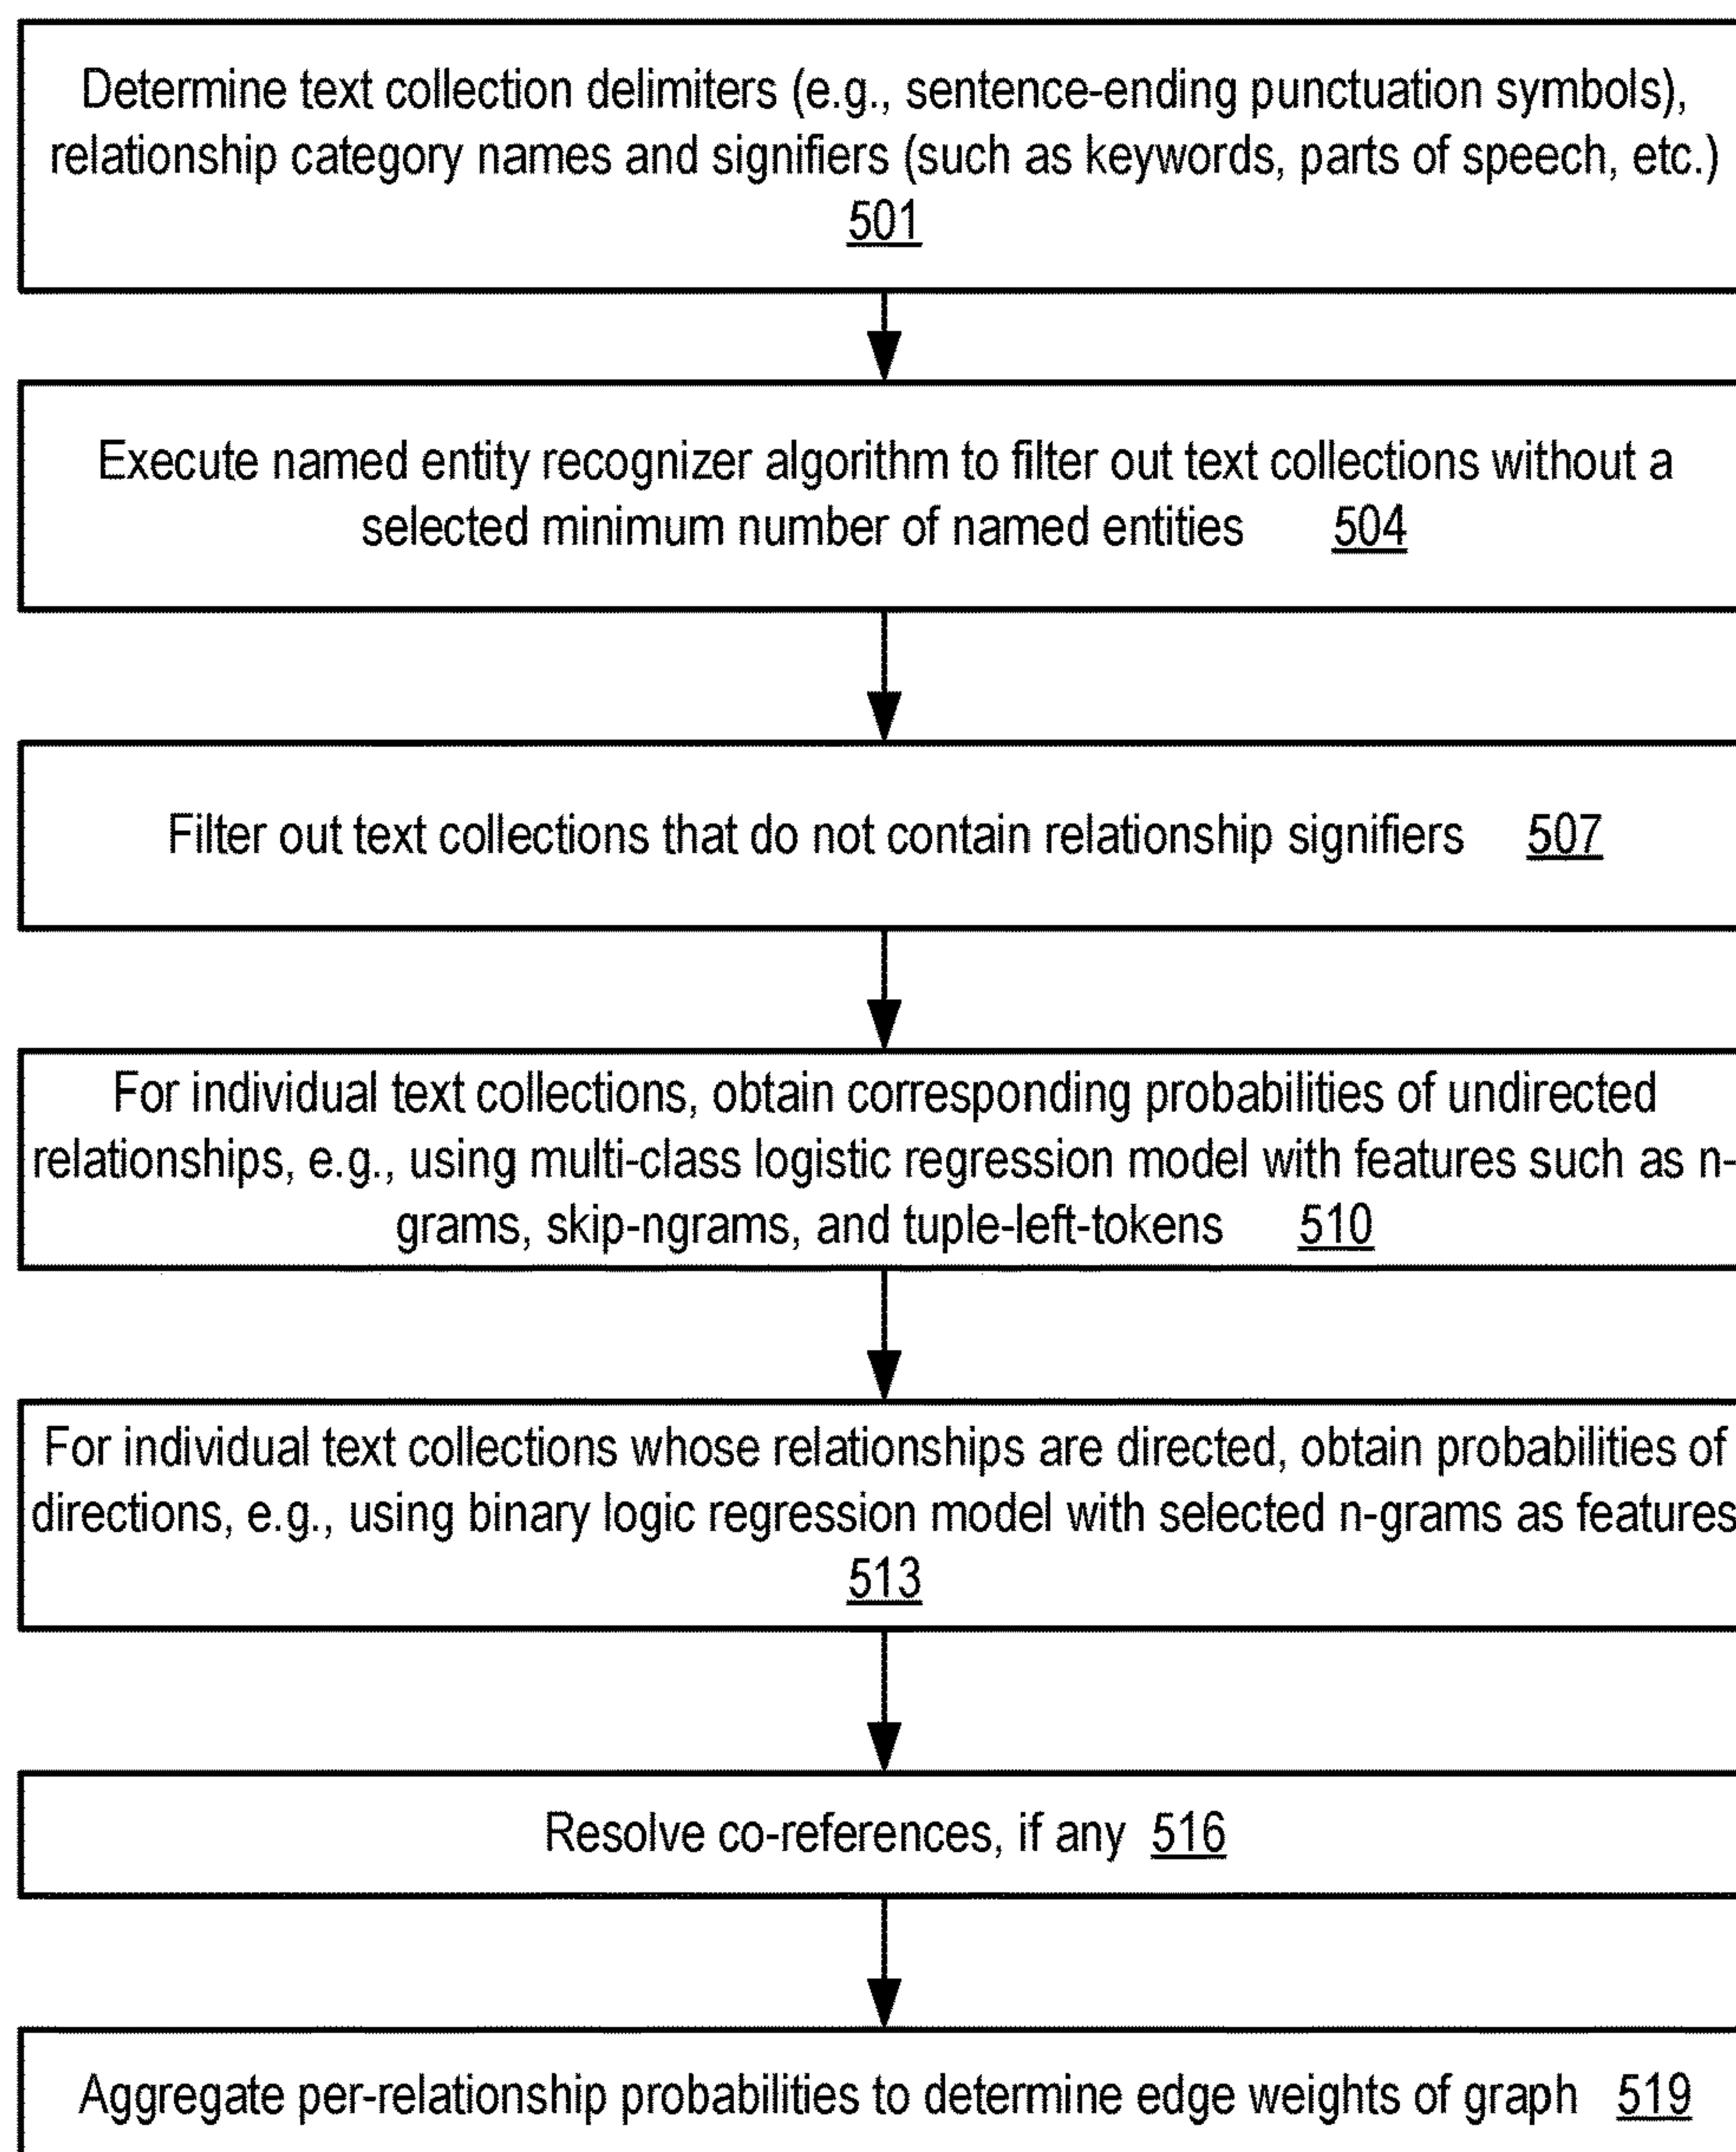 Determine text collection delimiters (e.g., sentence-ending punctuation symbols),
relationship category names and signifiers (such as keywords, parts of speech, etc.)
501
Execute named entity recognizer algorithm to filter out text collections without a
selected minimum number of named entities 504
Filter out text collections that do not contain relationship signifiers 507
For individual text collections, obtain corresponding probabilities of undirected
relationships, e.g., using multi-class logistic regression model with features such as n-
grams, skip-ngrams, and tuple-left-tokens 510
For individual text collections whose relationships are directed, obtain probabilities of
directions, e.g., using binary logic regression model with selected n-grams as features
513
Resolve co-references, if any 516
Aggregate per-relationship probabilities to determine edge weights of graph 519